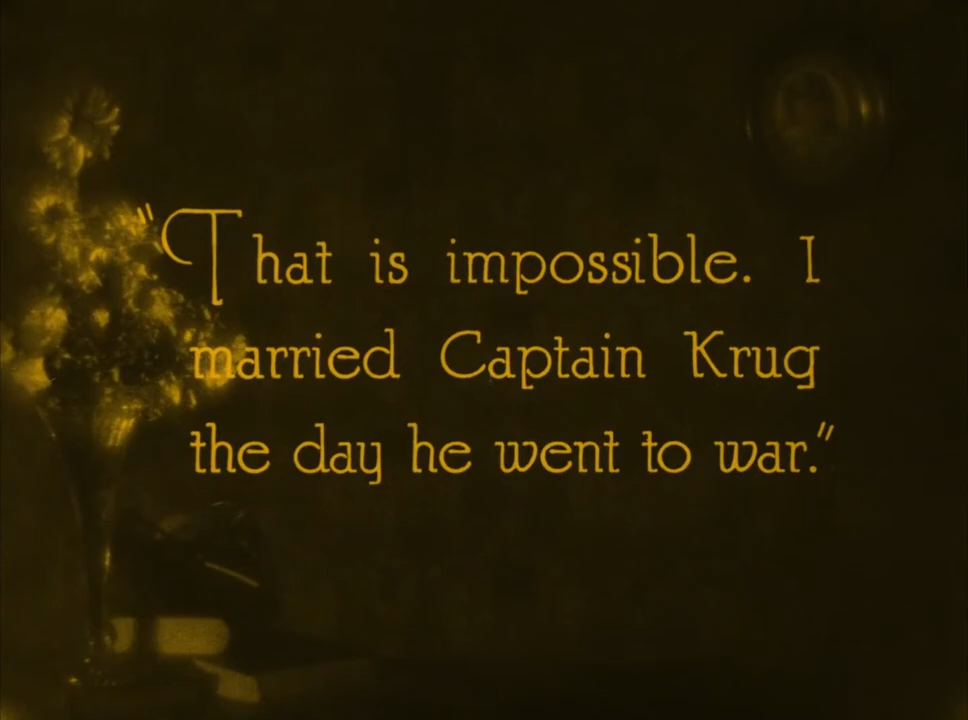 "That is impossible. I
married Captain Krug
the day he went to war."